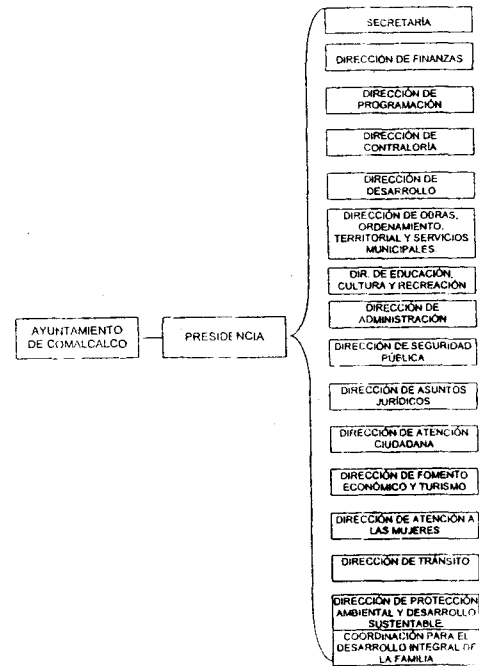 SECRETARÍA
DIRECCIÓN DE FINANZAS
DIRECCIÓN DE
PROGRAMACIÓN
DIRECCIÓN DE
CONTRALORÍA
DIRECCIÓN DE
DESARROLLO
DIRECCIÓN DE OBRAS,
ORDENAMIENTO,
TERRITORIAL Y SERVICIOS
MUNICIPALES.
DIR. DE EDUCACIÓN,
CULTURA Y RECREACIÓN
DIRECCIÓN DE
ADMINISTRACIÓN
AYUNTAMIENTO
DE COMALCALCO
PRESIDENCIA
DIRECCIÓN DE SEGURIDAD
PÚBLICA
DIRECCIÓN DE ASUNTOS
JURÍDICOS
DIRECCIÓN DE ATENCIÓN
CIUDADANA
DIRECCIÓN DE FOMENTO
ECONÓMICO Y TURISMO
DIRECCIÓN DE ATENCIÓN A
LAS MUJERES
DIRECCIÓN DE TRÁNSITO
DIRECCIÓN DE PROTECCIÓN
AMBIENTAL Y DESARROLLO
SUSTENTABLE.
COORDINACIÓN PARA EL
DESARROLLO INTEGRAL DE
LA FAMILIA